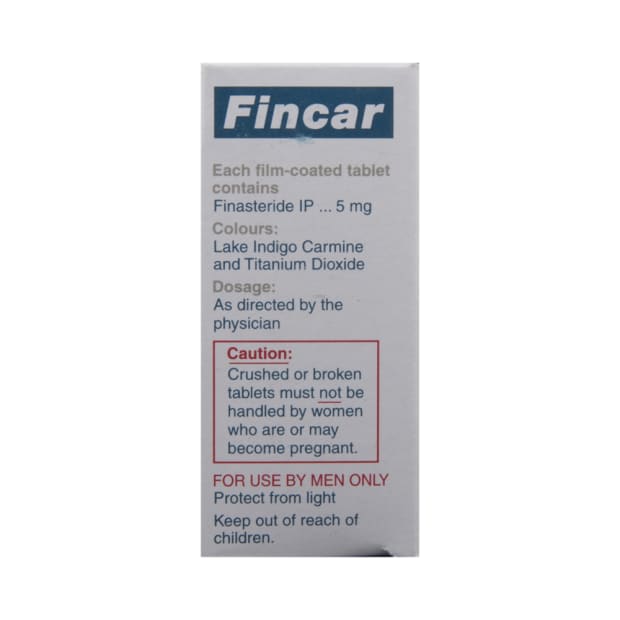 Fincar
Each film-coated tablet
contains
Finasteride IP ... 5 mg
Colours:
Lake Indigo Carmine
and Titanium Dioxide
Dosage:
As directed by the
physician
Caution:
Crushed or broken
tablets must not be
handled by women
who are or may
become pregnant.
FOR USE BY MEN ONLY
Protect from light
Keep out of reach of
children.